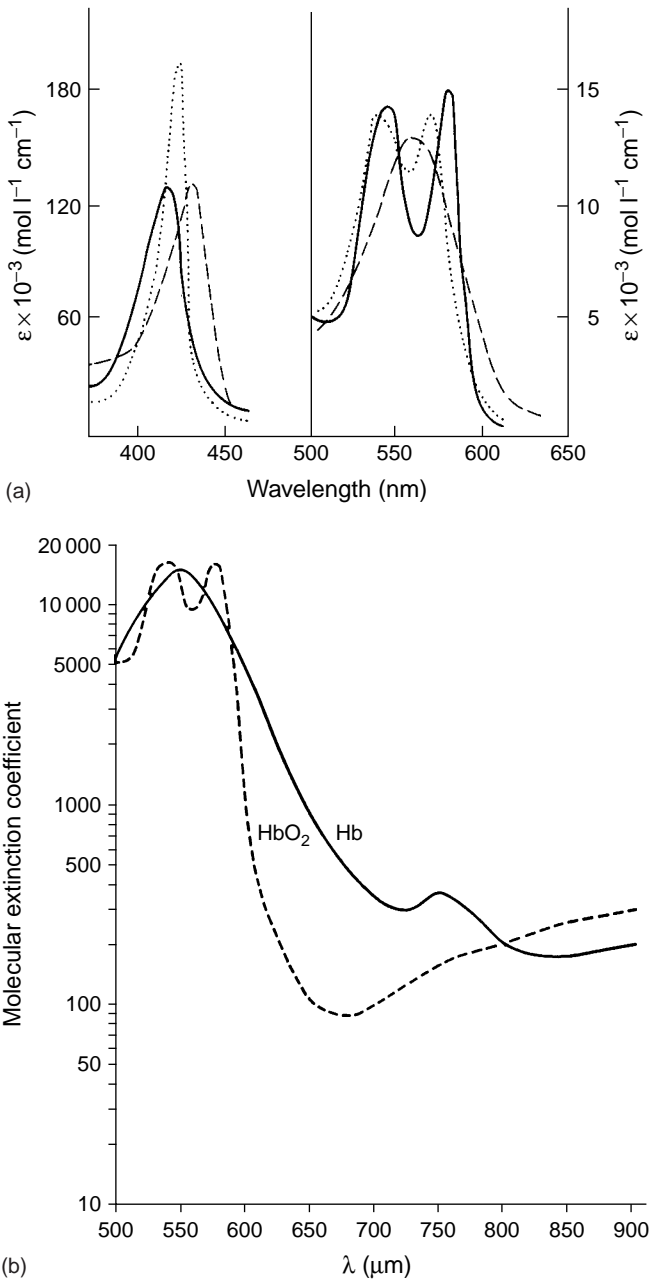 180
120
60
ε × 10⁻³ (mol l⁻¹ cm⁻¹)
15
10
5
ε × 10⁻³ (mol l⁻¹ cm⁻¹)
400 450 500 550 600 650
Wavelength (nm)
(a)
20 000
10 000
5000
1000
500
100
50
10
Molecular extinction coefficient
HbO₂ Hb
500 550 600 650 700 750 800 850 900
λ (μm)
(b)